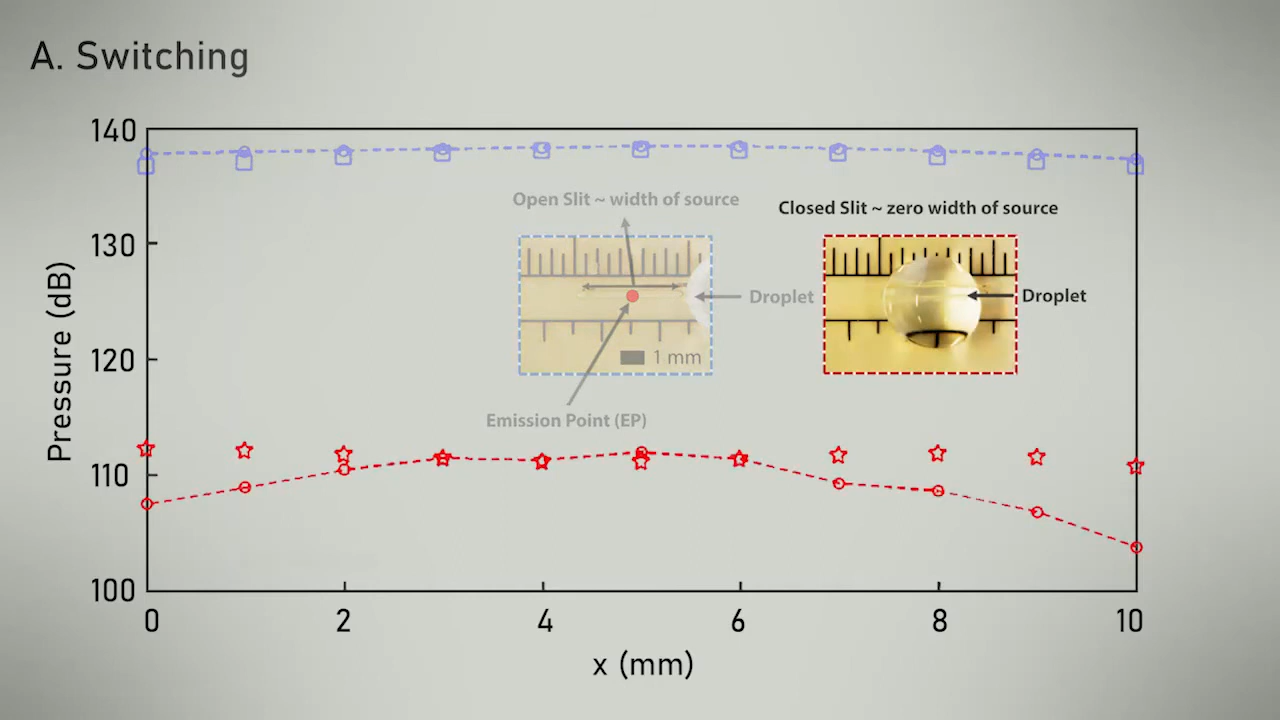 A. Switching
140
130
120
110
100
Pressure (dB)
Open Slit ~ width of source
Droplet
1 mm
Emission Point (EP)
Closed Slit ~ zero width of source
Droplet
0
2
4
6
8
10
x (mm)